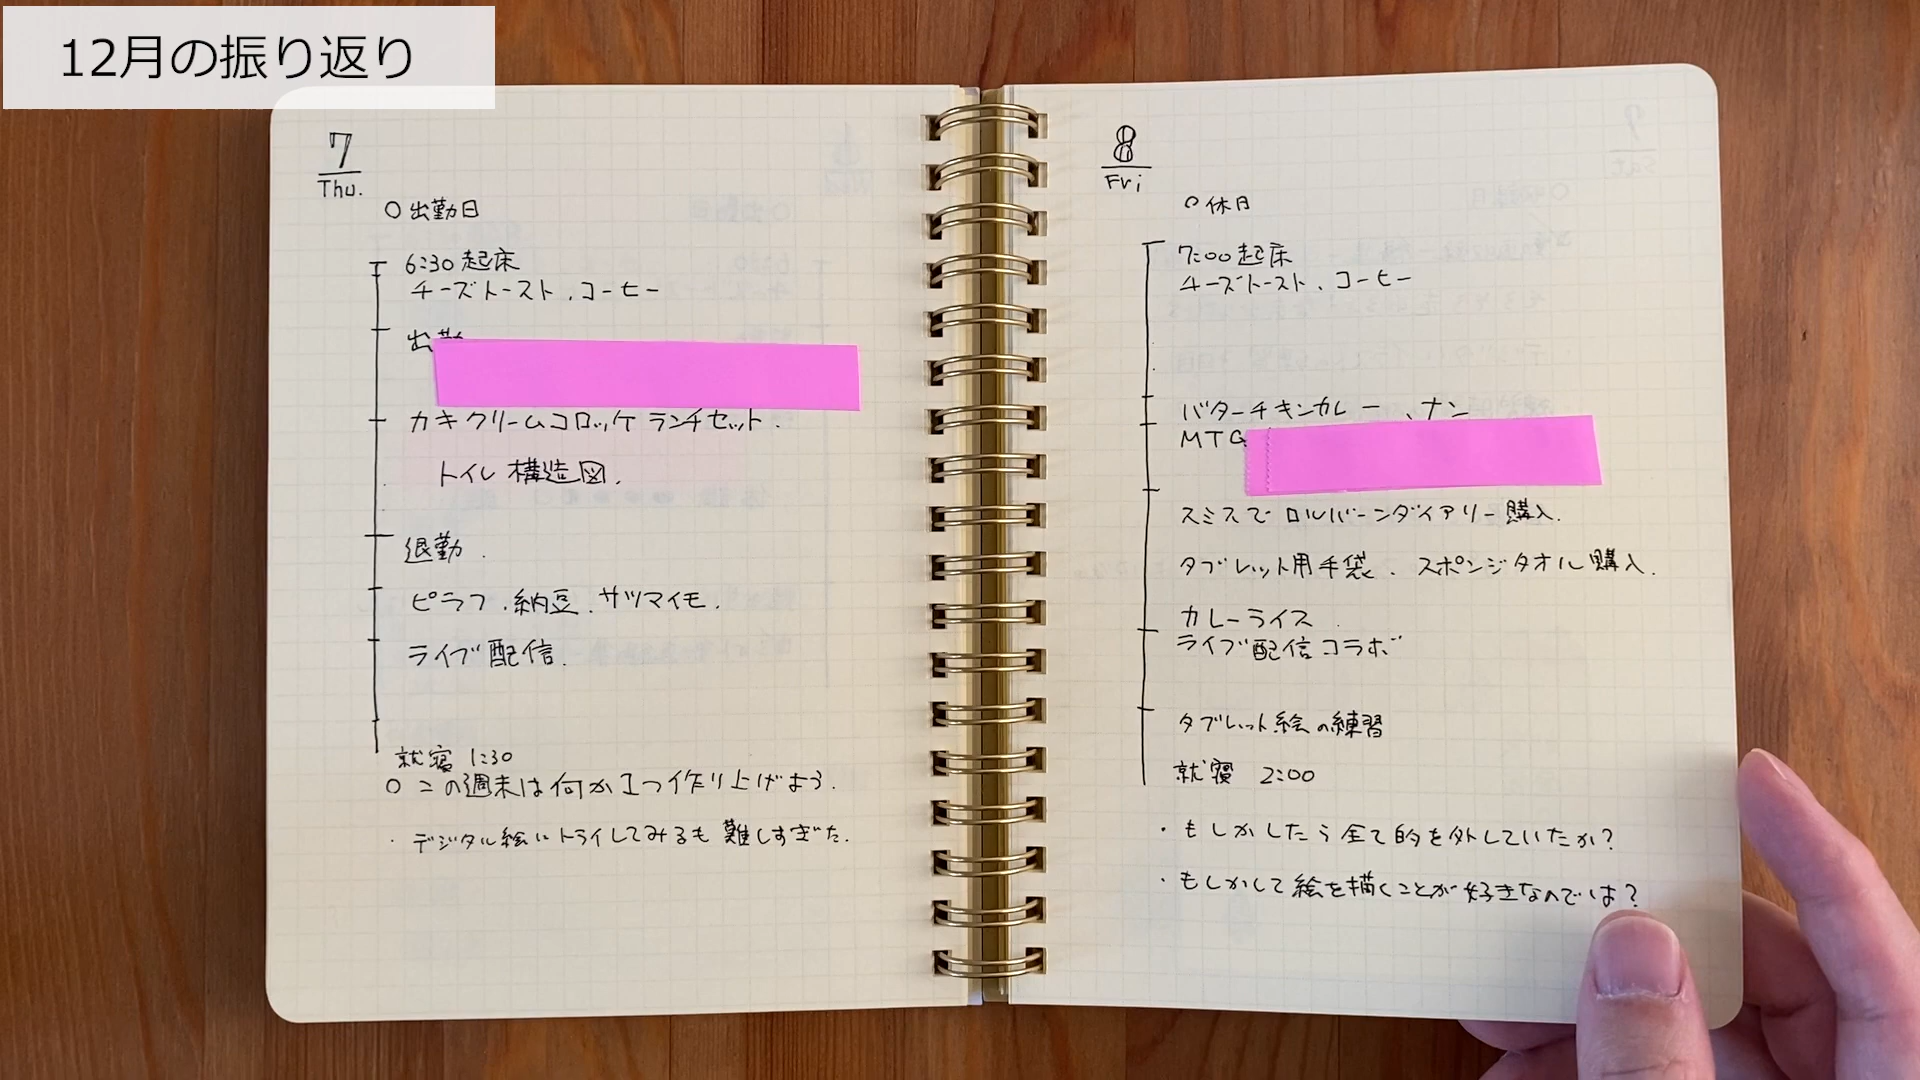 12月の振り返り
7
Thu.
○出勤日
6:30 起床
チーズトースト、コーヒー
出勤
カキクリームコロッケ ランチセット.
トイレ 構造図.
退勤.
ピラフ、納豆、サツマイモ.
ライブ配信.
就寝 1:30
○この週末は何か1つ作り上げよう.
・デジタル絵にトライしてみるも難しすぎた.
8
Fri
○休日
7:00 起床
チーズトースト、コーヒー
バターチキンカレー、ナン
MTG
スミスでロルバーンダイアリー購入.
タブレット用手袋、スポンジタオル購入.
カレーライス
ライブ配信コラボ
タブレット絵の練習
就寝 2:00
・もしかしたら全て的を外していたか?
・もしかして絵を描くことが好きなのでは?